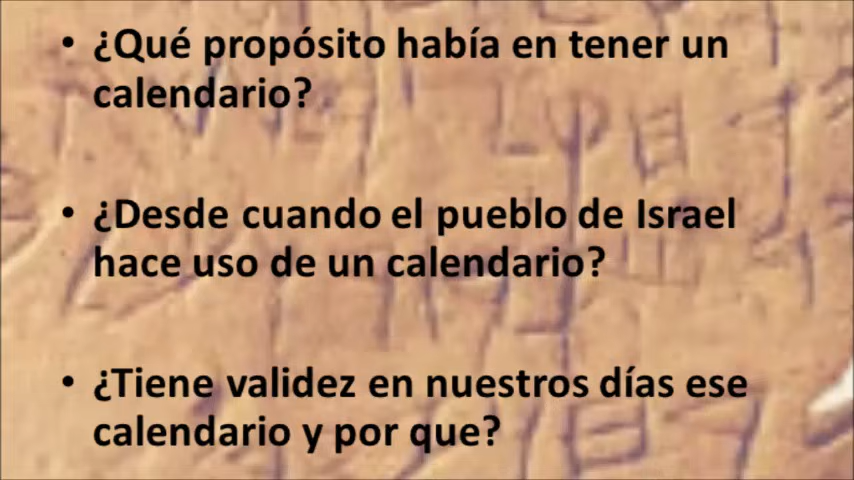 • ¿Qué propósito había en tener un
calendario?
• ¿Desde cuando el pueblo de Israel
hace uso de un calendario?
• ¿Tiene validez en nuestros días ese
calendario y por que?